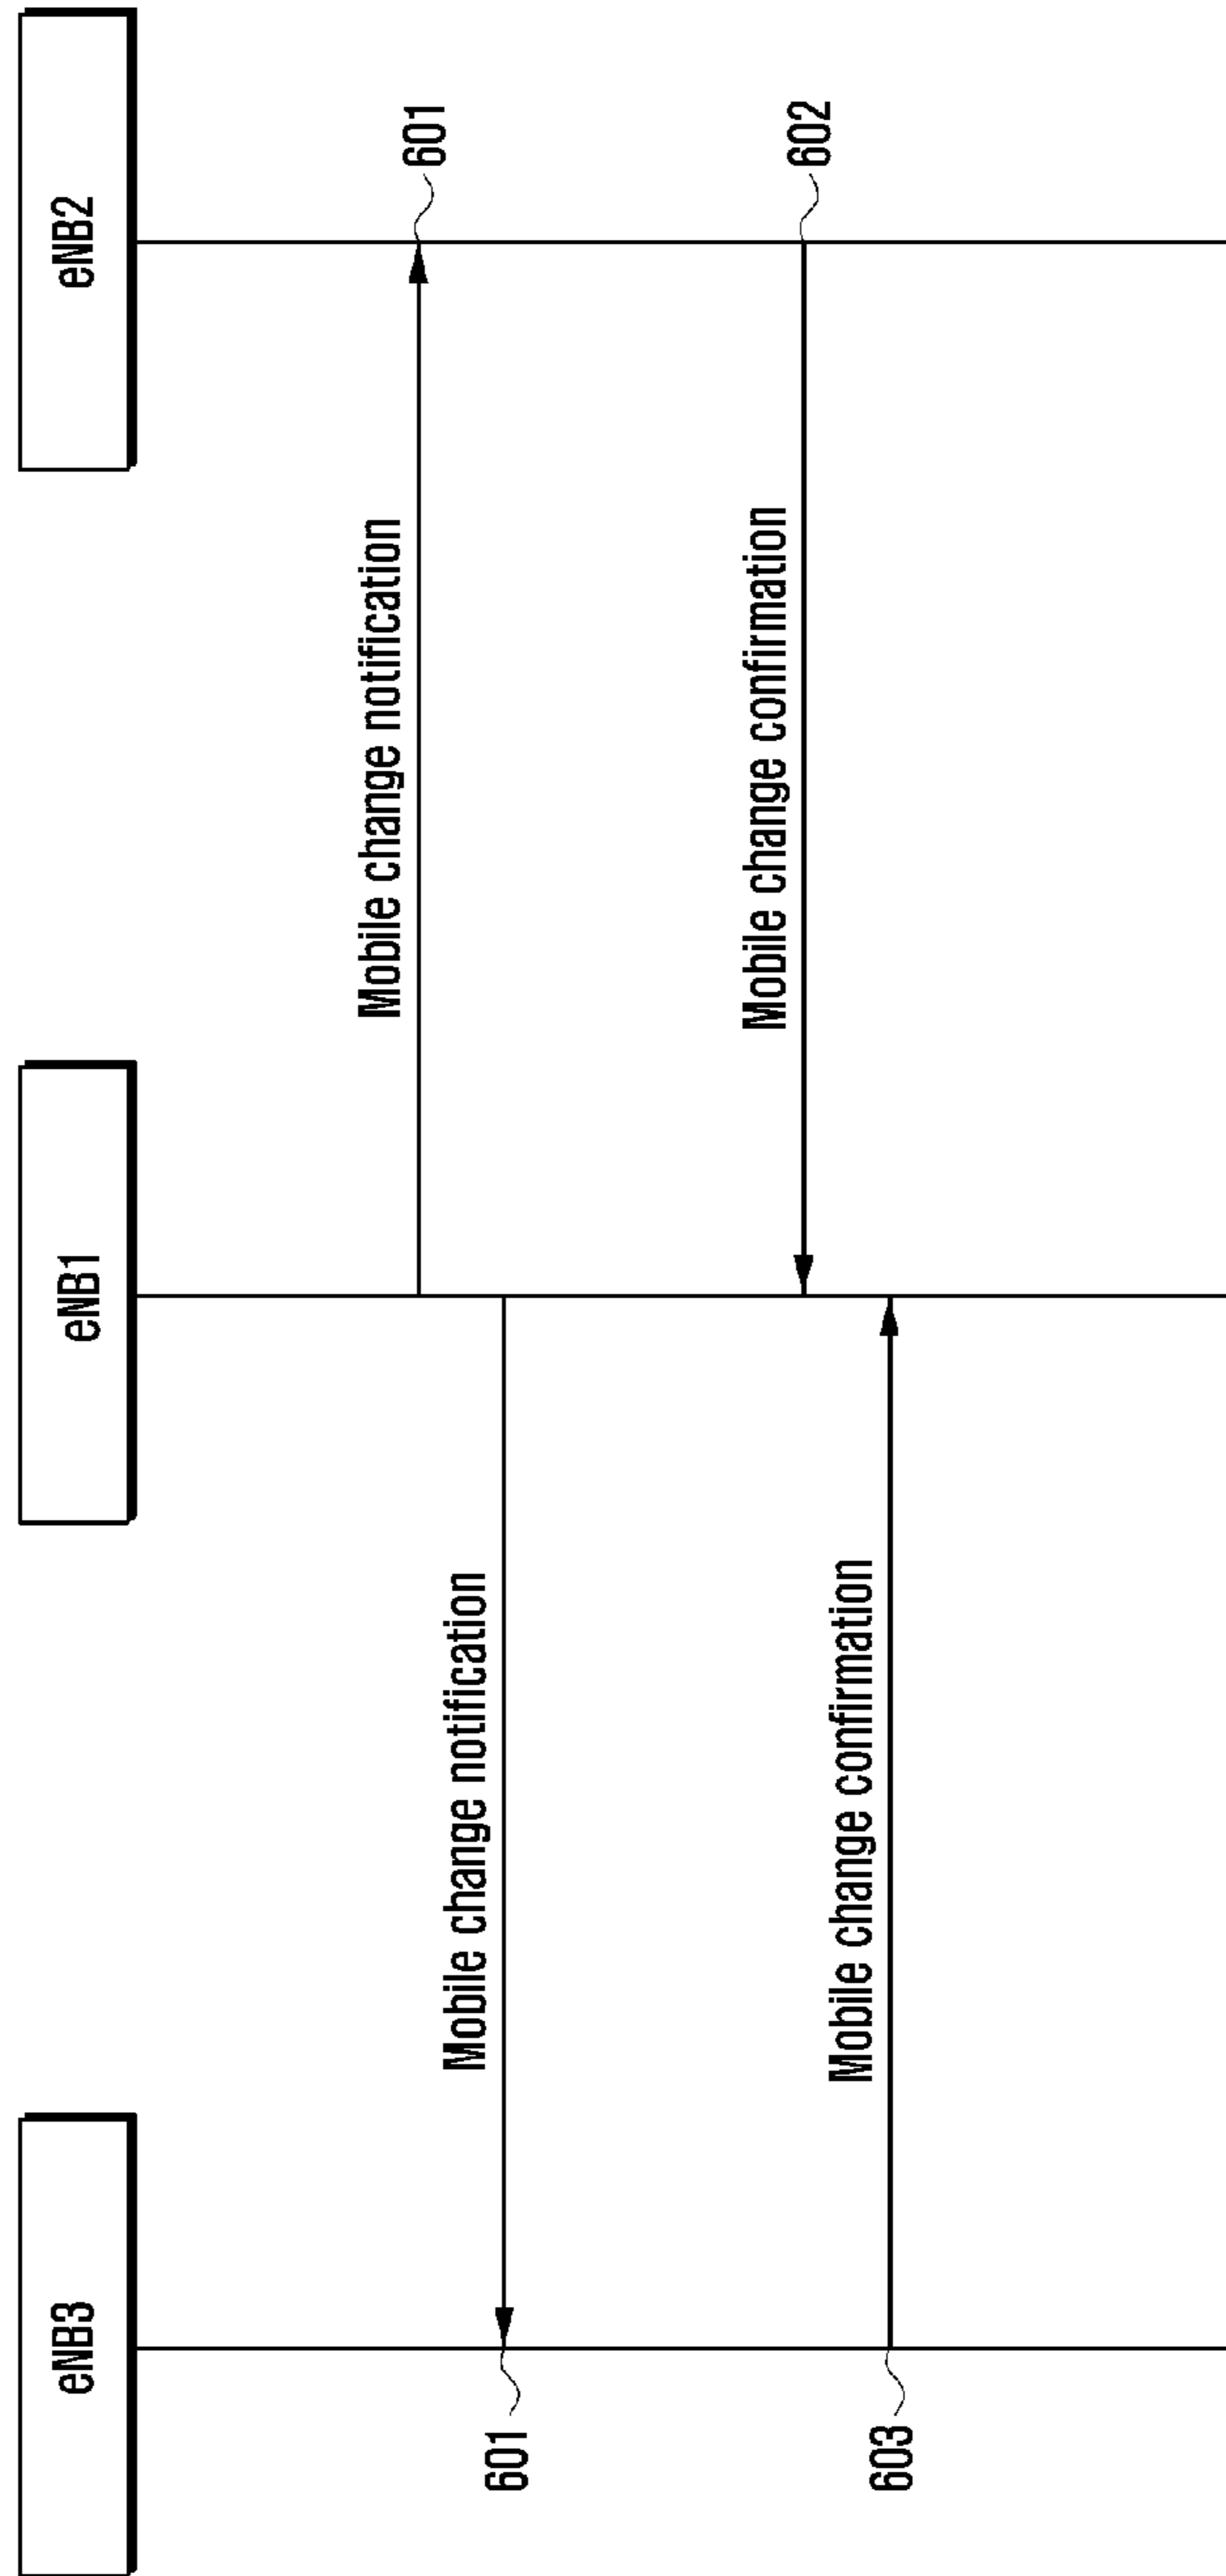 eNB3
eNB1
eNB2
Mobile change notification
601
601
Mobile change notification
Mobile change confirmation
602
603
Mobile change confirmation